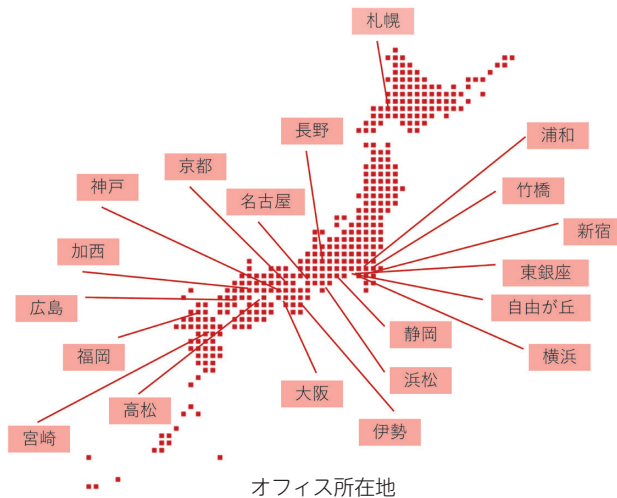 札幌
長野
浦和
京都
竹橋
神戸
名古屋
新宿
加西
東銀座
広島
自由が丘
静岡
福岡
横浜
浜松
大阪
高松
伊勢
宮崎
オフィス所在地